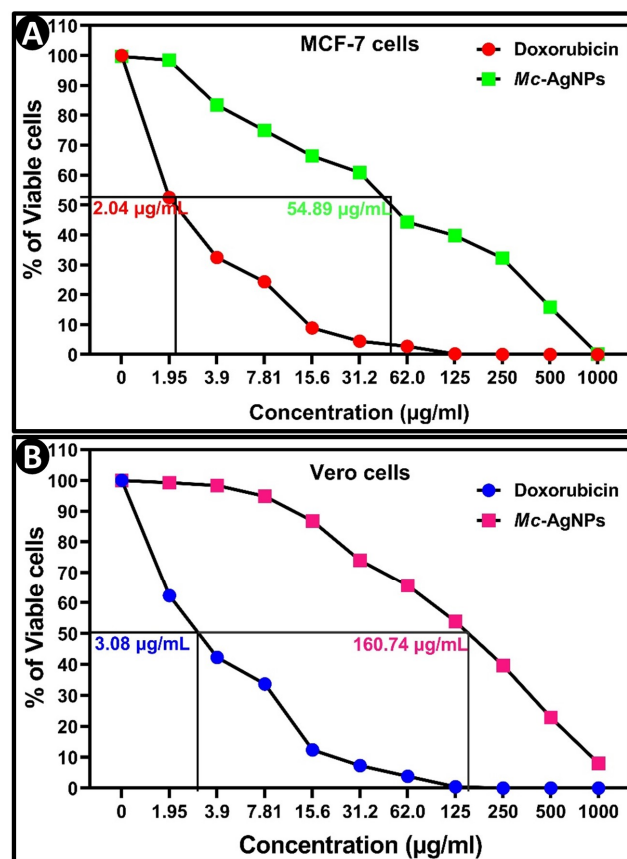 A
MCF-7 cells
Doxorubicin
Mc-AgNPs
% of Viable cells
110
100
90
80
70
60
50
40
30
20
10
0
2.04 µg/mL
54.89 µg/mL
0 1.95 3.9 7.81 15.6 31.2 62.0 125 250 500 1000
Concentration (µg/ml)
B
Vero cells
Doxorubicin
Mc-AgNPs
% of Viable cells
110
100
90
80
70
60
50
40
30
20
10
0
3.08 µg/mL
160.74 µg/mL
0 1.95 3.9 7.81 15.6 31.2 62.0 125 250 500 1000
Concentration (µg/ml)